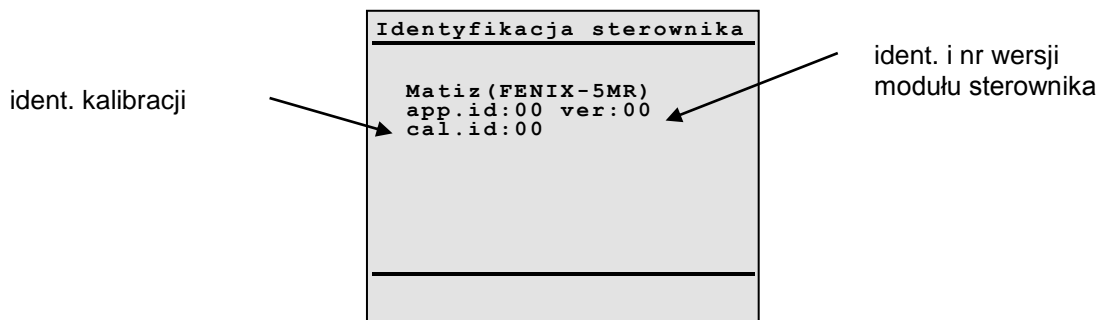 Identyfikacja sterownika
ident. i nr wersji
modułu sterownika
ident. kalibracji
Matiz(FENIX-5MR)
app.id:00 ver:00
cal.id:00